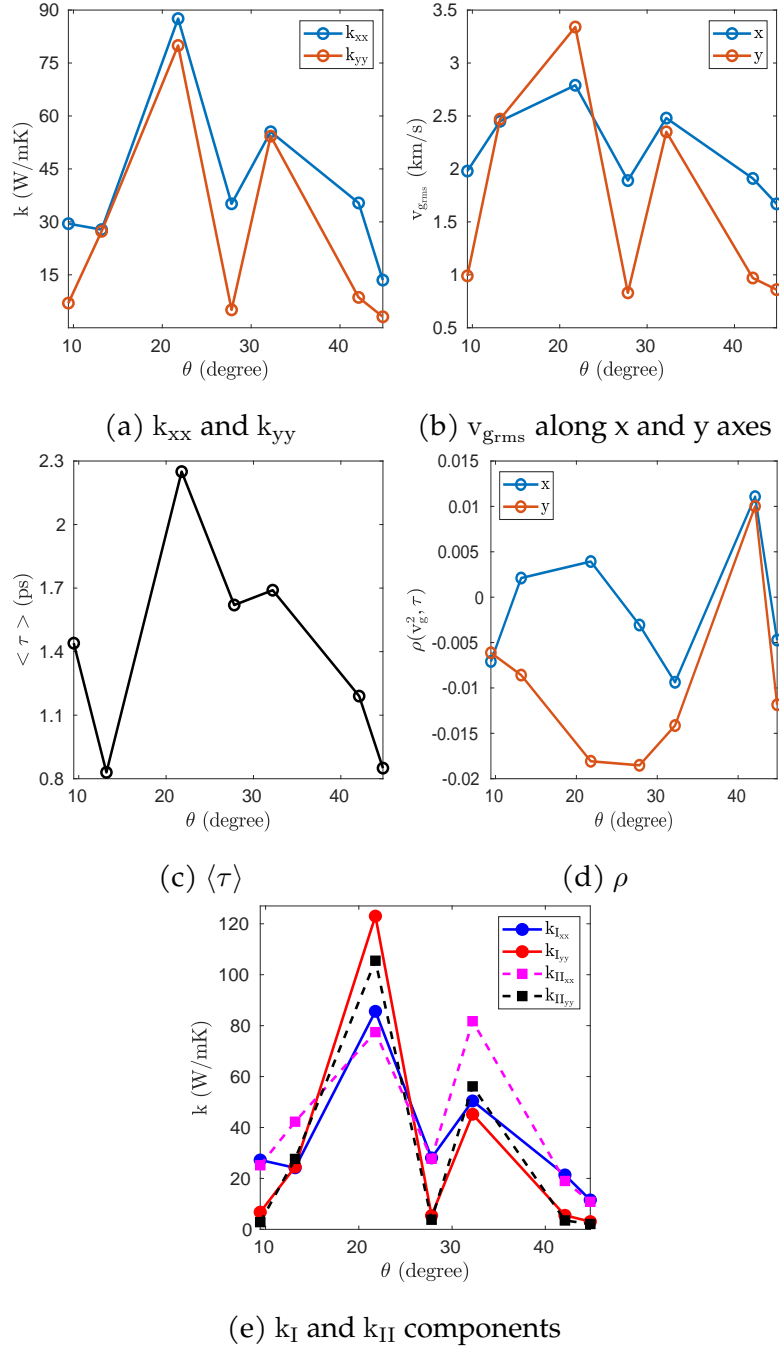 90
75
60
45
30
15
k (W/mK)
10 20 30 40
θ (degree)
k_xx
k_yy
3.5
3
2.5
2
1.5
1
0.5
v_g_rms (km/s)
10 20 30 40
θ (degree)
x
y
(a) k_xx and k_yy
(b) v_g_rms along x and y axes
2.3
2
1.7
1.4
1.1
0.8
< τ > (ps)
10 20 30 40
θ (degree)
0.015
0.01
0.005
0
-0.005
-0.01
-0.015
-0.02
ρ(v_g^2, τ)
10 20 30 40
θ (degree)
x
y
(c) ⟨τ⟩
(d) ρ
120
100
80
60
40
20
0
k (W/mK)
10 20 30 40
θ (degree)
k_I_xx
k_I_yy
k_II_xx
k_II_yy
(e) k_I and k_II components